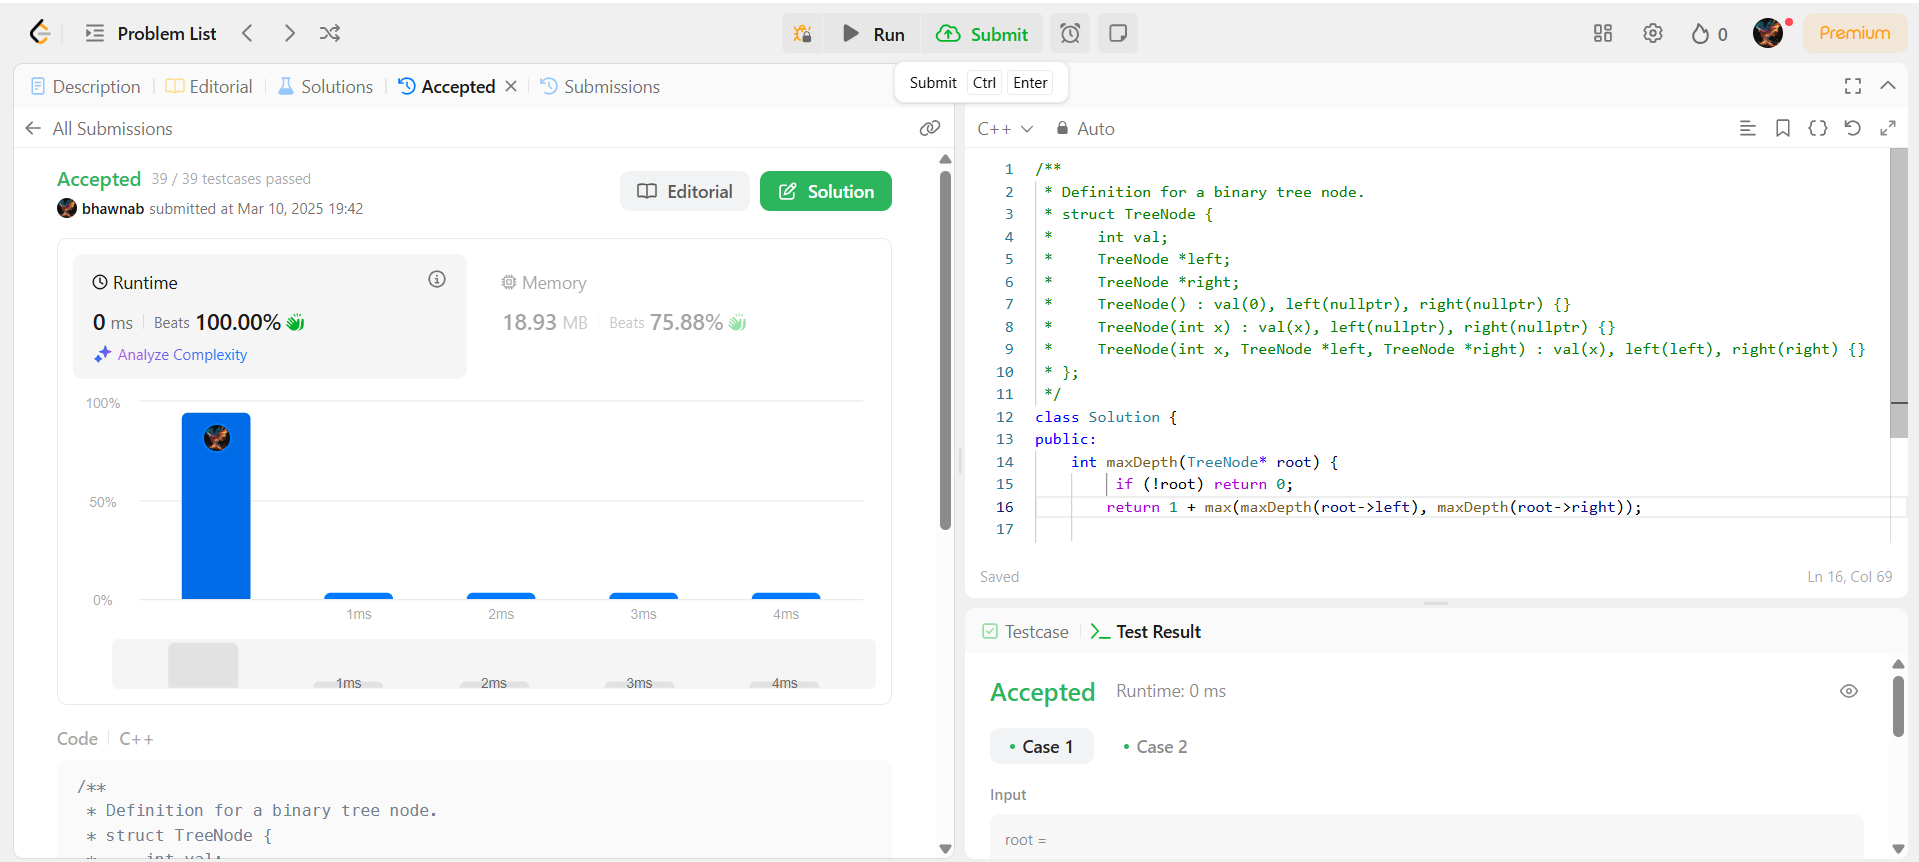 Problem List
Run
Submit
0
Premium
Submit Ctrl Enter
Description
Editorial
Solutions
Accepted
Submissions
All Submissions
Accepted 39 / 39 testcases passed
bhawnab submitted at Mar 10, 2025 19:42
Editorial
Solution
Runtime
0 ms Beats 100.00%
Analyze Complexity
Memory
18.93 MB Beats 75.88%
100%
50%
0%
1ms 2ms 3ms 4ms
1ms 2ms 3ms 4ms
Code C++
/**
* Definition for a binary tree node.
* struct TreeNode {
* int val;
C++ Auto
1 /**
2 * Definition for a binary tree node.
3 * struct TreeNode {
4 *     int val;
5 *     TreeNode *left;
6 *     TreeNode *right;
7 *     TreeNode() : val(0), left(nullptr), right(nullptr) {}
8 *     TreeNode(int x) : val(x), left(nullptr), right(nullptr) {}
9 *     TreeNode(int x, TreeNode *left, TreeNode *right) : val(x), left(left), right(right) {}
10 * };
11 */
12 class Solution {
13 public:
14     int maxDepth(TreeNode* root) {
15          if (!root) return 0;
16         return 1 + max(maxDepth(root->left), maxDepth(root->right));
17
Saved
Ln 16, Col 69
Testcase
Test Result
Accepted Runtime: 0 ms
Case 1
Case 2
Input
root =